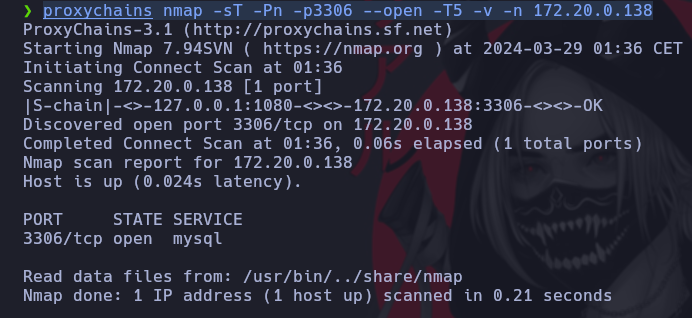 ❯ proxychains nmap -sT -Pn -p3306 --open -T5 -v -n 172.20.0.138
ProxyChains-3.1 (http://proxychains.sf.net)
Starting Nmap 7.94SVN ( https://nmap.org ) at 2024-03-29 01:36 CET
Initiating Connect Scan at 01:36
Scanning 172.20.0.138 [1 port]
|S-chain|-<>-127.0.0.1:1080-<><>-172.20.0.138:3306-<><>-OK
Discovered open port 3306/tcp on 172.20.0.138
Completed Connect Scan at 01:36, 0.06s elapsed (1 total ports)
Nmap scan report for 172.20.0.138
Host is up (0.024s latency).

PORT     STATE SERVICE
3306/tcp open  mysql

Read data files from: /usr/bin/../share/nmap
Nmap done: 1 IP address (1 host up) scanned in 0.21 seconds